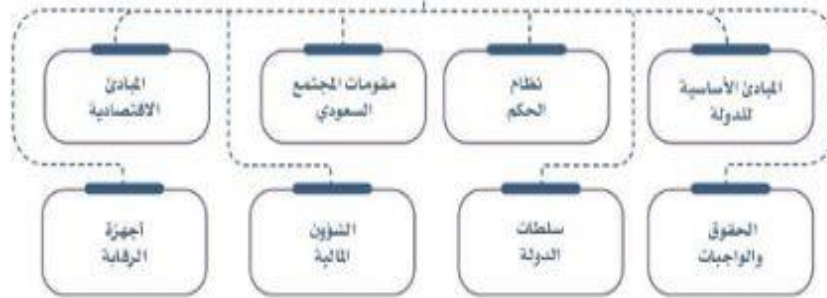 المبادئ الأساسية
للدولة
نظام
الحكم
مقومات المجتمع
السعودي
المبادئ
الاقتصادية
الحقوق
والواجبات
سلطات
الدولة
الشؤون
المالية
أجهزة
الرقابة